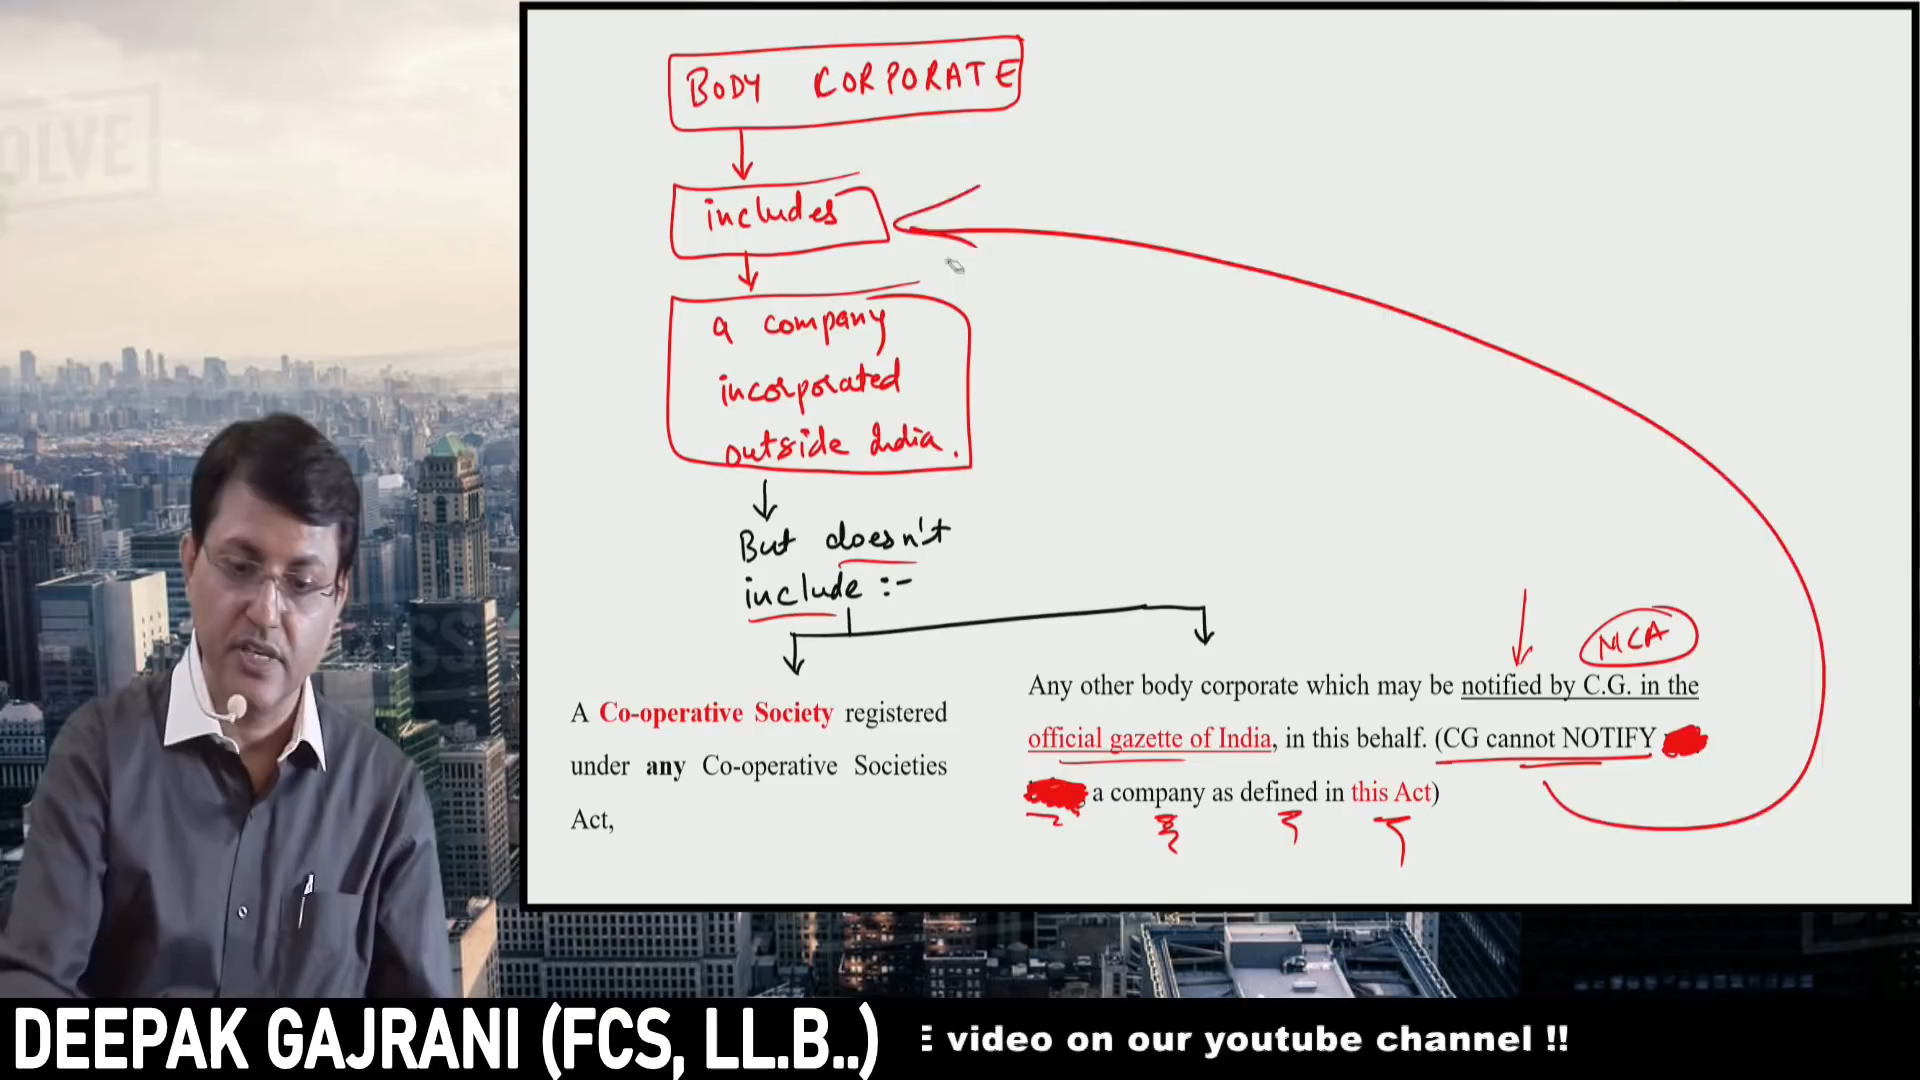 OLVE
BODY CORPORATE
includes
a company
incorporated
outside India.
But doesn't
include :-
MCA
A Co-operative Society registered
under any Co-operative Societies
Act,
Any other body corporate which may be notified by C.G. in the
official gazette of India, in this behalf. (CG cannot NOTIFY
a company as defined in this Act)
DEEPAK GAJRANI (FCS, LL.B..)
video on our youtube channel !!